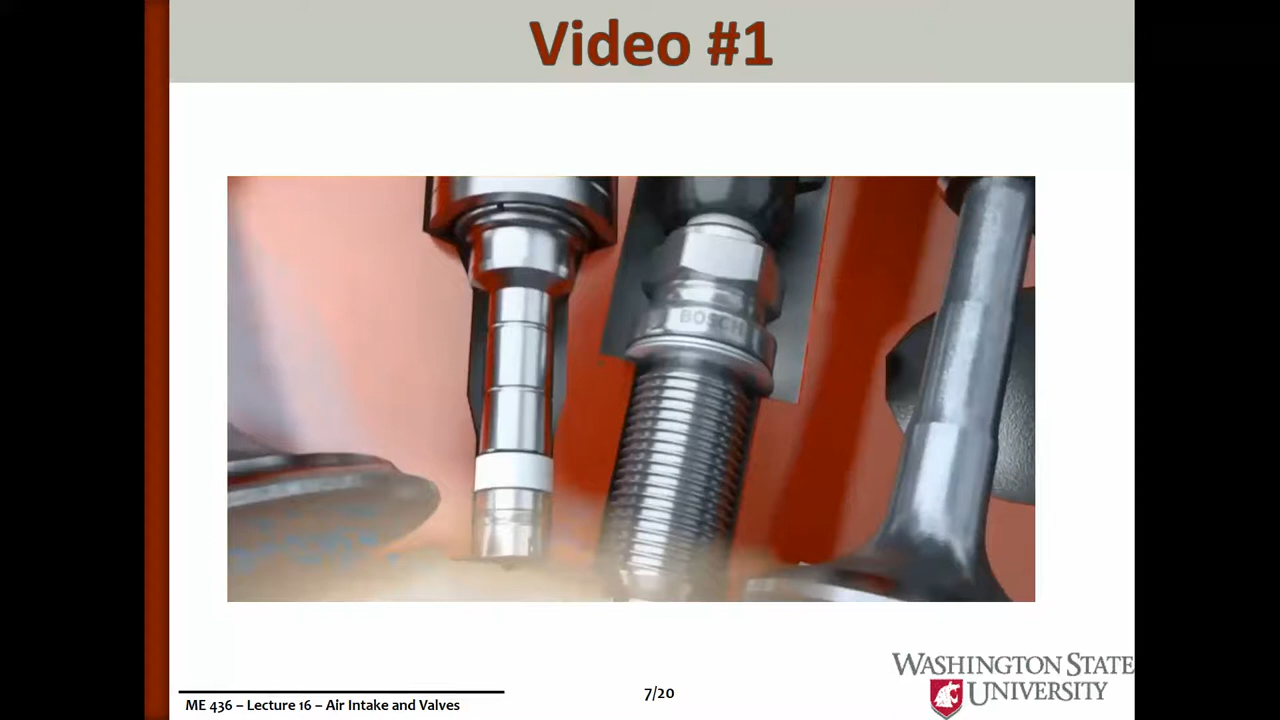 Video #1
BOSCH
7/20
ME 436 – Lecture 16 – Air Intake and Valves
WASHINGTON STATE
UNIVERSITY